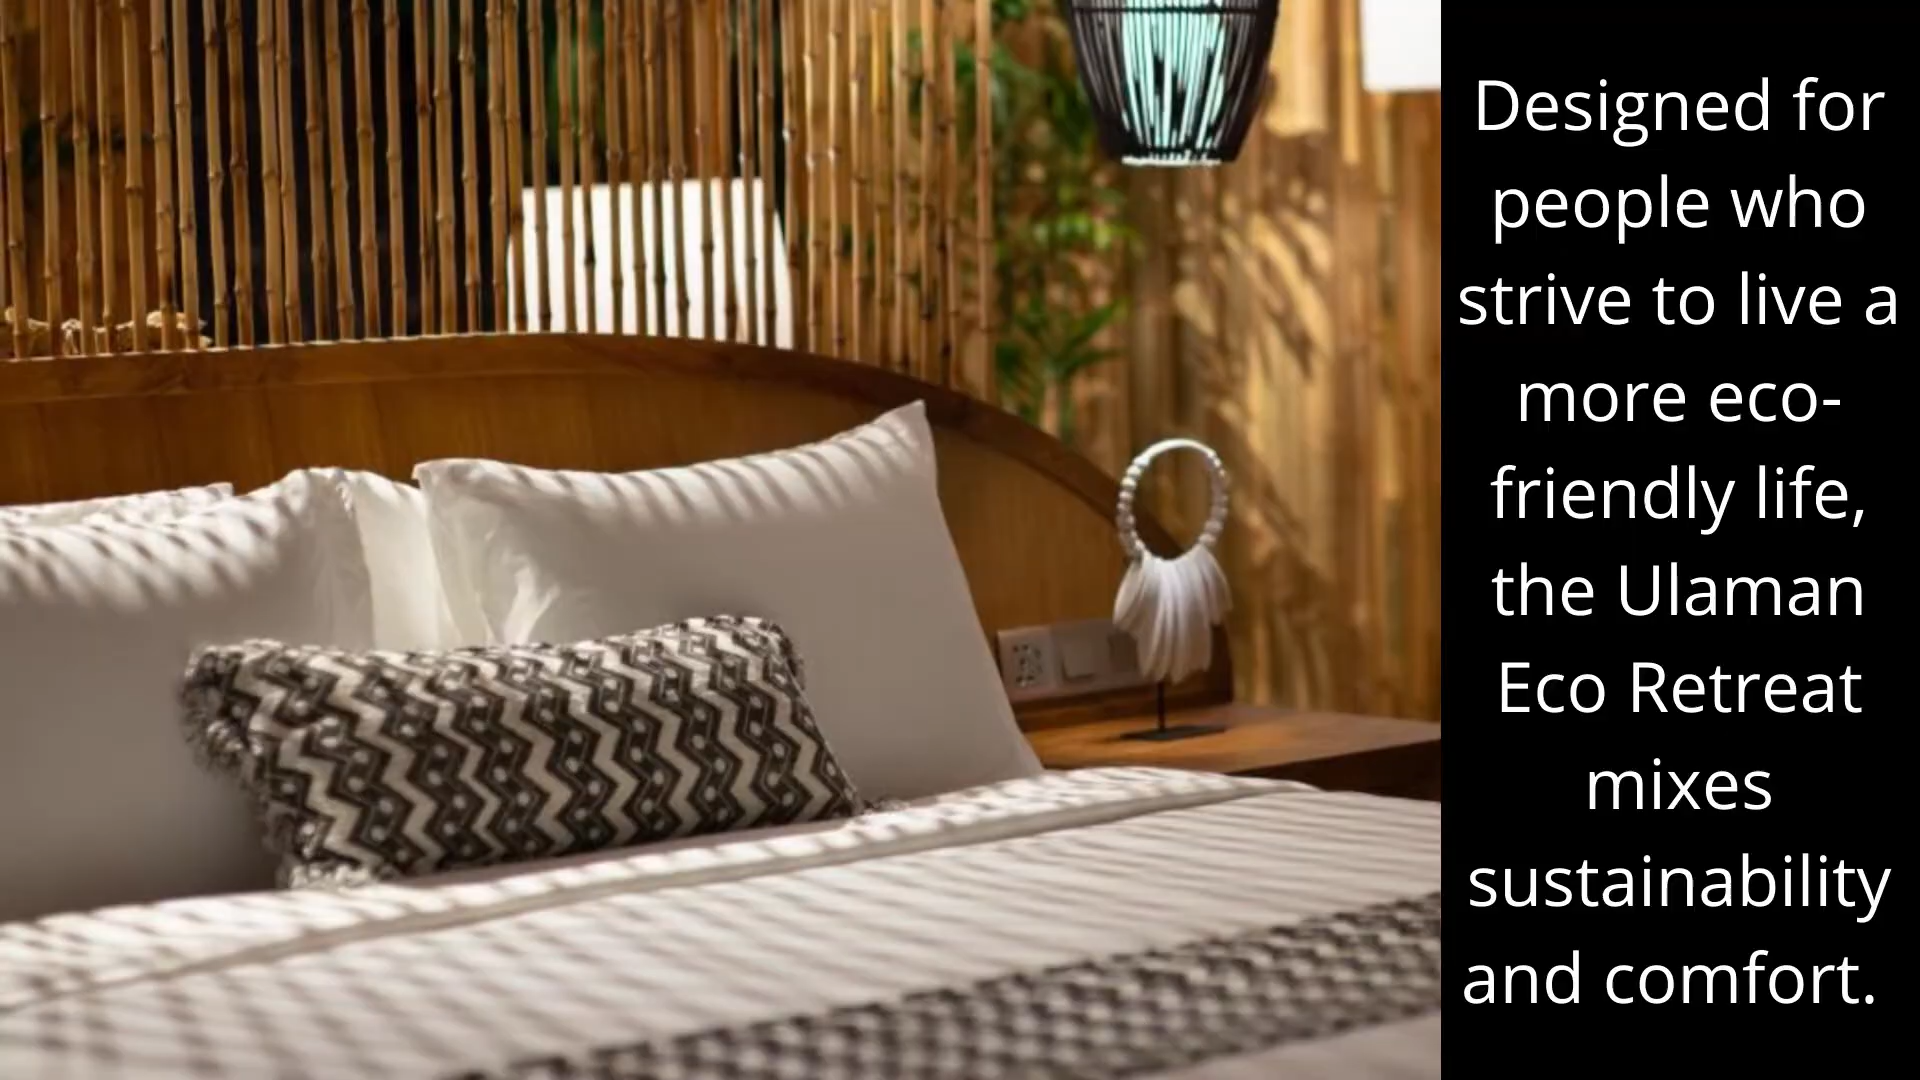 Designed for
people who
strive to live a
more eco-
friendly life,
the Ulaman
Eco Retreat
mixes
sustainability
and comfort.